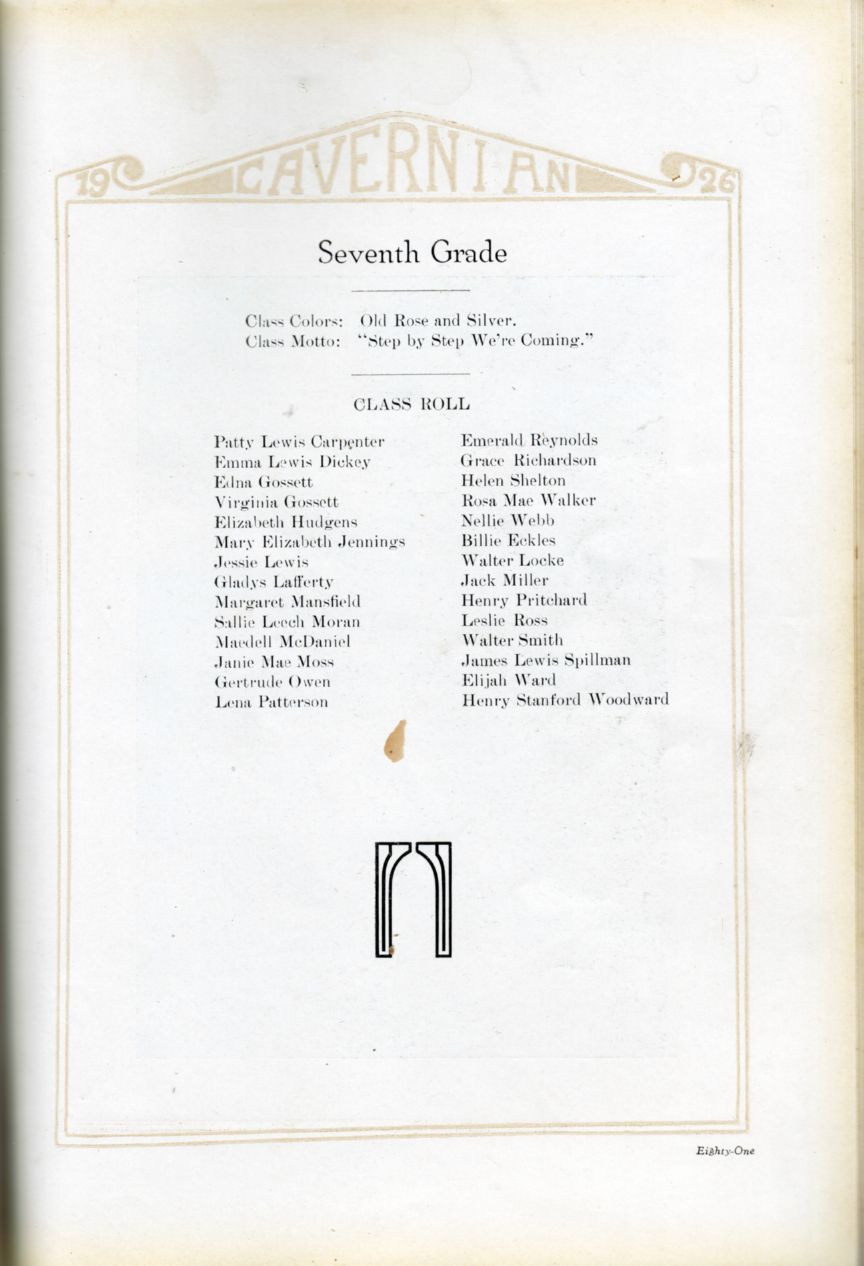 19 CAVERNIAN 26
Seventh Grade
Class Colors: Old Rose and Silver.
Class Motto: "Step by Step We're Coming."
CLASS ROLL
Patty Lewis Carpenter
Emma Lewis Dickey
Edna Gossett
Virginia Gossett
Elizabeth Hudgens
Mary Elizabeth Jennings
Jessie Lewis
Gladys Lafferty
Margaret Mansfield
Sallie Leech Moran
Maedell McDaniel
Janie Mae Moss
Gertrude Owen
Lena Patterson
Emerald Reynolds
Grace Richardson
Helen Shelton
Rosa Mae Walker
Nellie Webb
Billie Eckles
Walter Locke
Jack Miller
Henry Pritchard
Leslie Ross
Walter Smith
James Lewis Spillman
Elijah Ward
Henry Stanford Woodward
Eighty-One